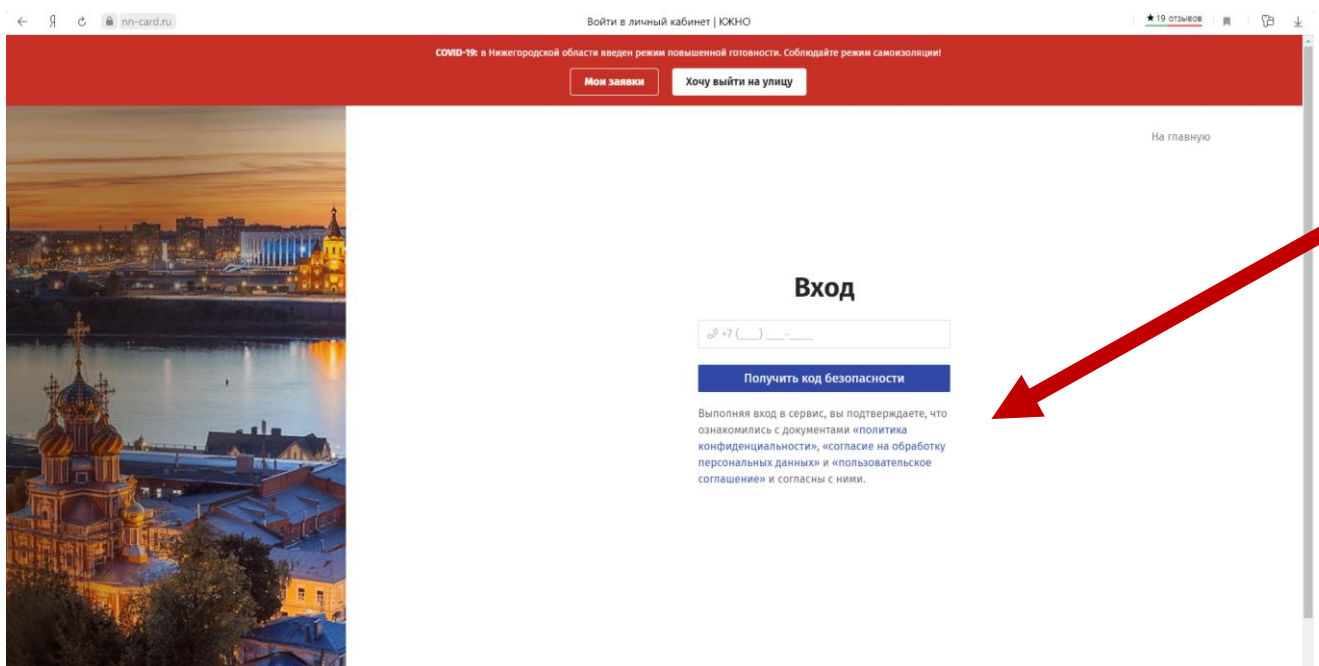 nn-card.ru
Войти в личный кабинет | ЮЖНО
★ 19 отзывов
COVID-19: в Нижегородской области введен режим повышенной готовности. Соблюдайте режим самоизоляции!
Мои заявки
Хочу выйти на улицу
На главную
Вход
+7 (___) ___-____
Получить код безопасности
Выполняя вход в сервис, вы подтверждаете, что
ознакомились с документами «политика
конфиденциальности», «согласие на обработку
персональных данных» и «пользовательское
соглашение» и согласны с ними.